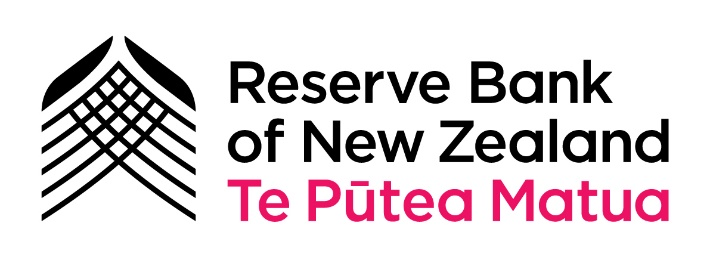 Reserve Bank
of New Zealand
Te Pūtea Matua